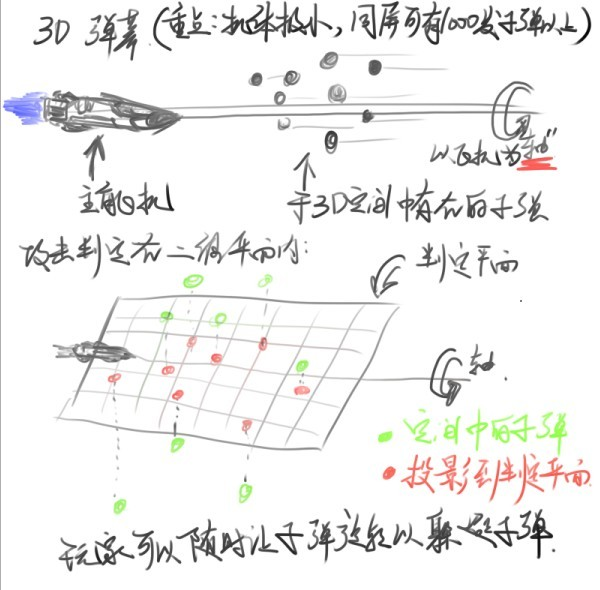 3D 弹幕 (重点：机体极小，同屏可有1000发子弹以上)
以飞机为"轴"
主角飞机
于3D空间中存在的子弹
攻击判定在二级平面内：
判定平面
轴.
空间中的子弹
投影到判定平面
玩家可以随时让子弹旋转以躲避子弹.